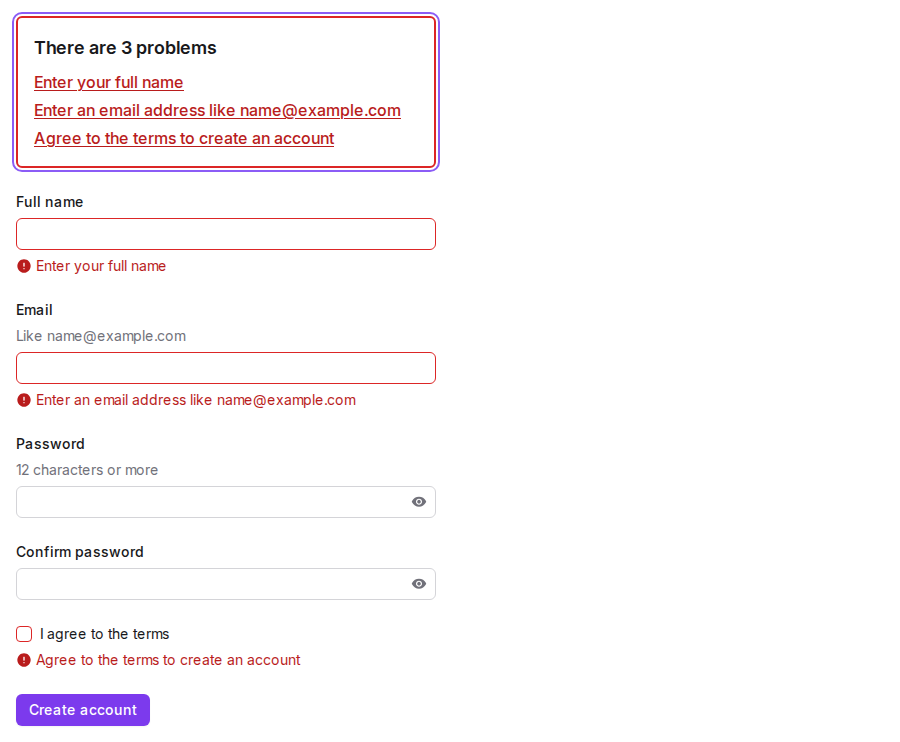 There are 3 problems
Enter your full name
Enter an email address like name@example.com
Agree to the terms to create an account
Full name
Enter your full name
Email
Like name@example.com
Enter an email address like name@example.com
Password
12 characters or more
Confirm password
I agree to the terms
Agree to the terms to create an account
Create account